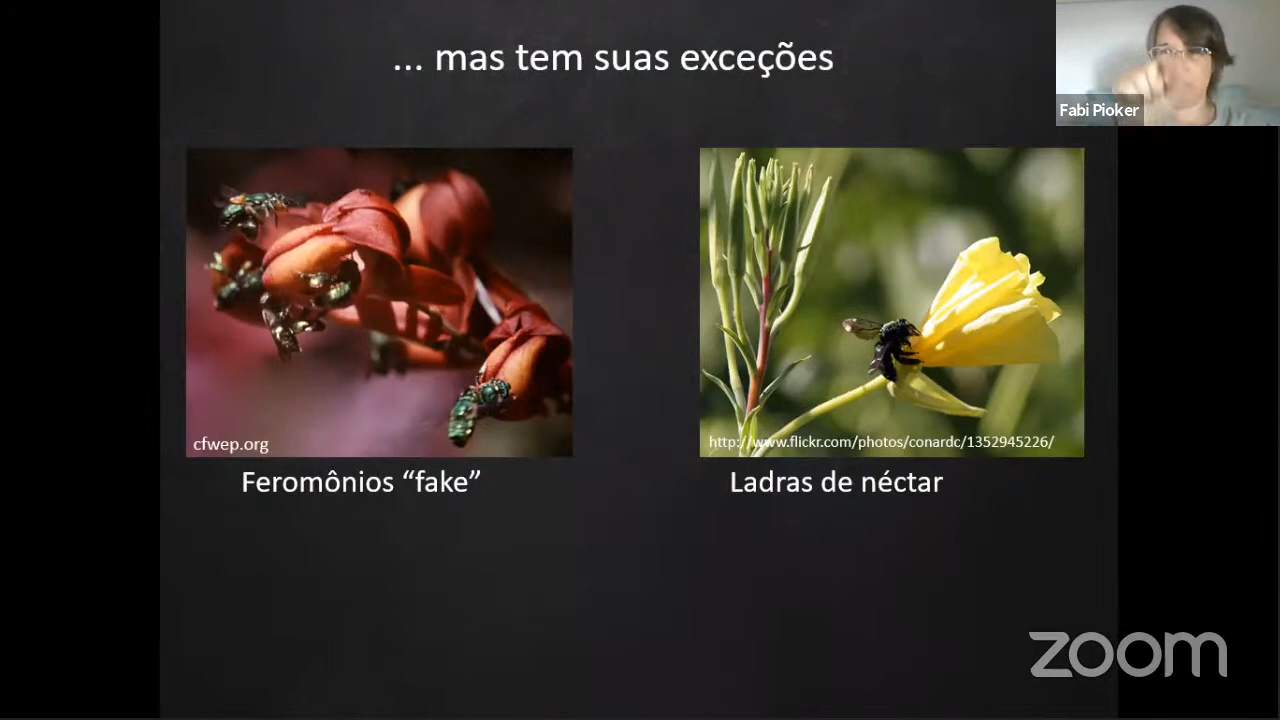 ... mas tem suas exceções
Fabi Pioker
cfwep.org
http://www.flickr.com/photos/conardc/1352945226/
Feromônios “fake”
Ladras de néctar
zoom